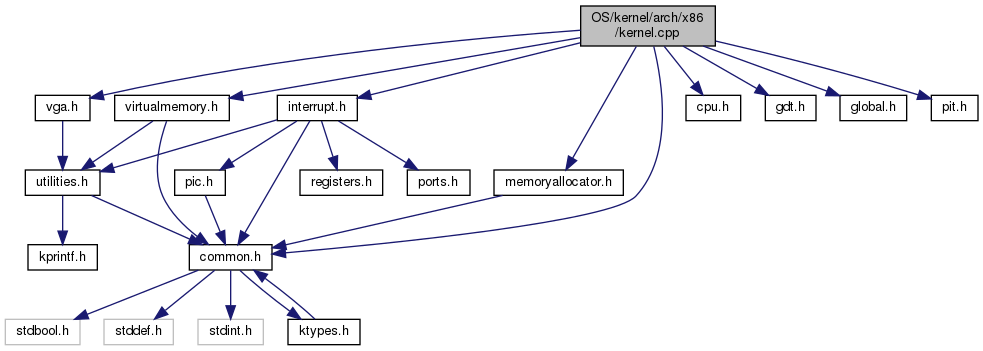 OS/kernel/arch/x86
/kernel.cpp
vga.h
virtualmemory.h
interrupt.h
cpu.h
gdt.h
global.h
pit.h
utilities.h
pic.h
registers.h
ports.h
memoryallocator.h
kprintf.h
common.h
stdbool.h
stddef.h
stdint.h
ktypes.h